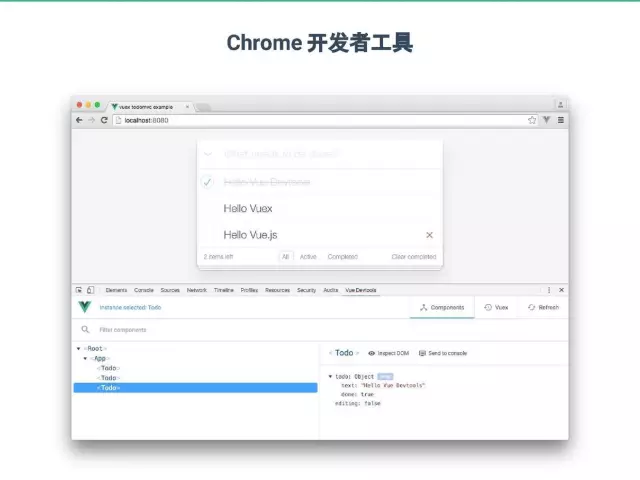 Chrome 开发者工具
vuex todomvc example
localhost:8080
What needs to be done?
Hello Vue Devtools
Hello Vuex
Hello Vue.js
2 items left All Active Completed Clear completed
Elements Console Sources Network Timeline Profiles Resources Security Audits Vue Devtools
Instance selected: Todo Components Vuex Refresh
Filter components
<Root>
<App>
<Todo>
<Todo>
<Todo>
< Todo > Inspect DOM Send to console
todo: Object prop
text: "Hello Vue Devtools"
done: true
editing: false